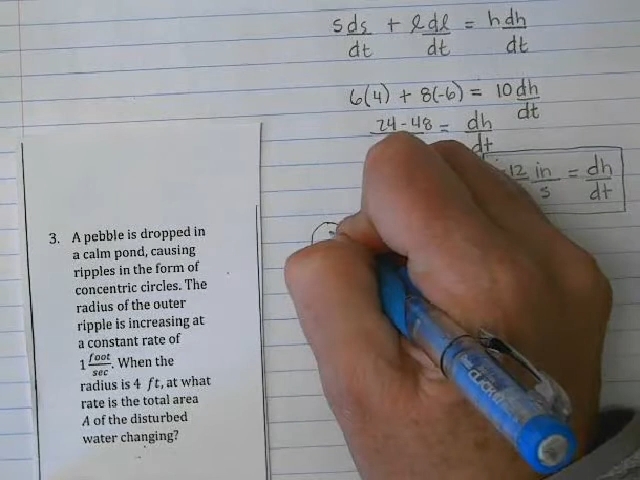 s ds/dt + l dl/dt = h dh/dt
6(4) + 8(-6) = 10 dh/dt
24-48 = dh/dt
-12 in/s = dh/dt
3. A pebble is dropped in
a calm pond, causing
ripples in the form of
concentric circles. The
radius of the outer
ripple is increasing at
a constant rate of
1 foot/sec. When the
radius is 4 ft, at what
rate is the total area
A of the disturbed
water changing?